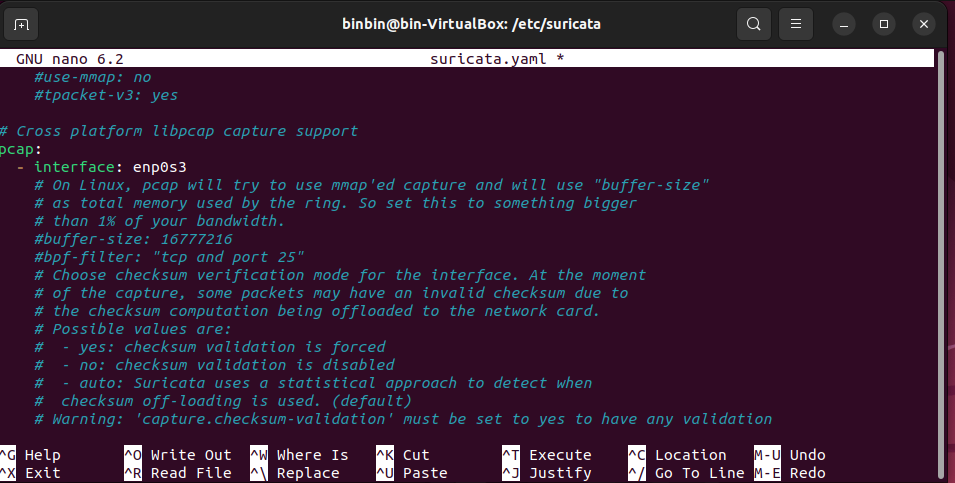 binbin@bin-VirtualBox: /etc/suricata
GNU nano 6.2 suricata.yaml *
#use-mmap: no
#tpacket-v3: yes
# Cross platform libpcap capture support
pcap:
- interface: enp0s3
# On Linux, pcap will try to use mmap'ed capture and will use "buffer-size"
# as total memory used by the ring. So set this to something bigger
# than 1% of your bandwidth.
#buffer-size: 16777216
#bpf-filter: "tcp and port 25"
# Choose checksum verification mode for the interface. At the moment
# of the capture, some packets may have an invalid checksum due to
# the checksum computation being offloaded to the network card.
# Possible values are:
#  - yes: checksum validation is forced
#  - no: checksum validation is disabled
#  - auto: Suricata uses a statistical approach to detect when
#  checksum off-loading is used. (default)
# Warning: 'capture.checksum-validation' must be set to yes to have any validation
^G Help ^O Write Out ^W Where Is ^K Cut ^T Execute ^C Location M-U Undo
^X Exit ^R Read File ^\ Replace ^U Paste ^J Justify ^/ Go To Line M-E Redo